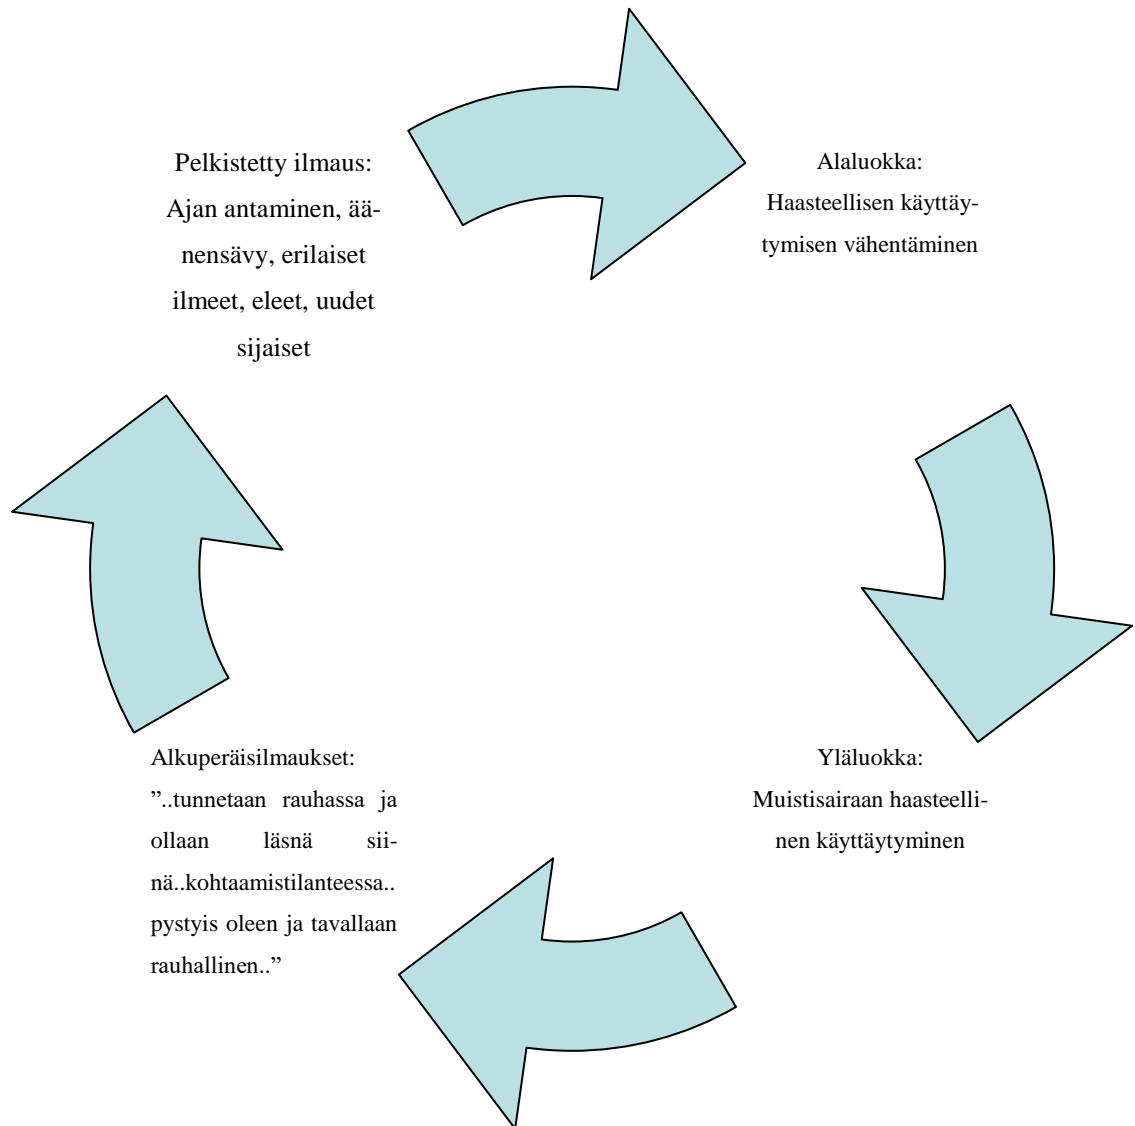 Pelkistetty ilmaus:
Ajan antaminen, ää-
nensävy, erilaiset
ilmeet, eleet, uudet
sijaiset
Alaluokka:
Haasteellisen käyttäy-
tymisen vähentäminen
Yläluokka:
Muistisairaan haasteelli-
nen käyttäytyminen
Alkuperäisilmaukset:
”..tunnetaan rauhassa ja
ollaan läsnä sii-
nä..kohtaamistilanteessa..
pystyis oleen ja tavallaan
rauhallinen..”